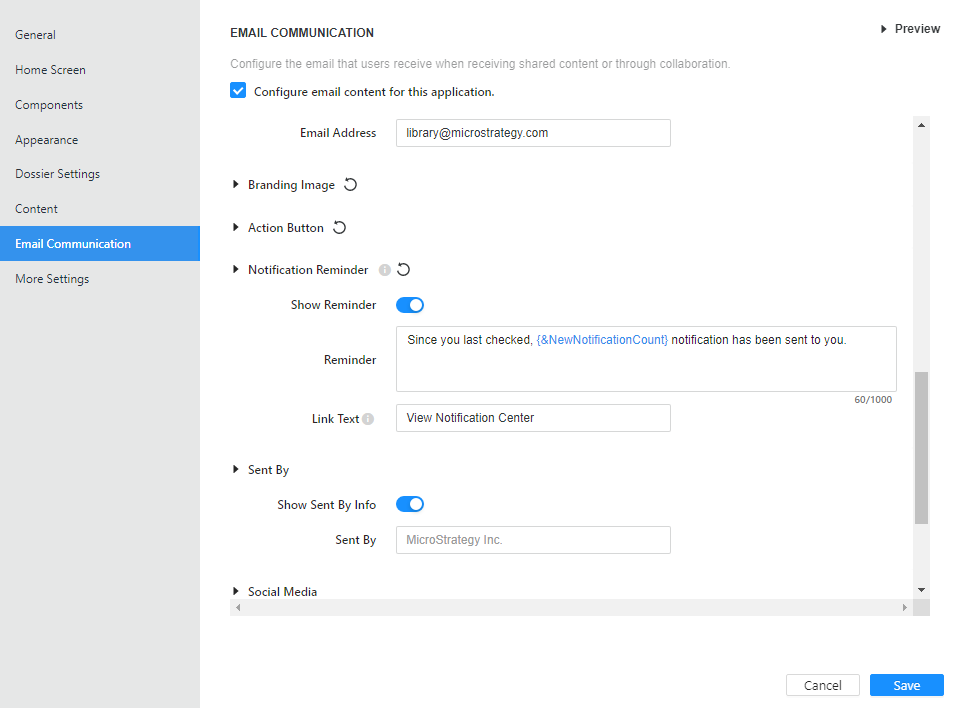 General
Home Screen
Components
Appearance
Dossier Settings
Content
Email Communication
More Settings
EMAIL COMMUNICATION
Preview
Configure the email that users receive when receiving shared content or through collaboration.
Configure email content for this application.
Email Address library@microstrategy.com
Branding Image
Action Button
Notification Reminder
Show Reminder
Reminder Since you last checked, {&NewNotificationCount} notification has been sent to you.
60/1000
Link Text View Notification Center
Sent By
Show Sent By Info
Sent By MicroStrategy Inc.
Social Media
Cancel Save